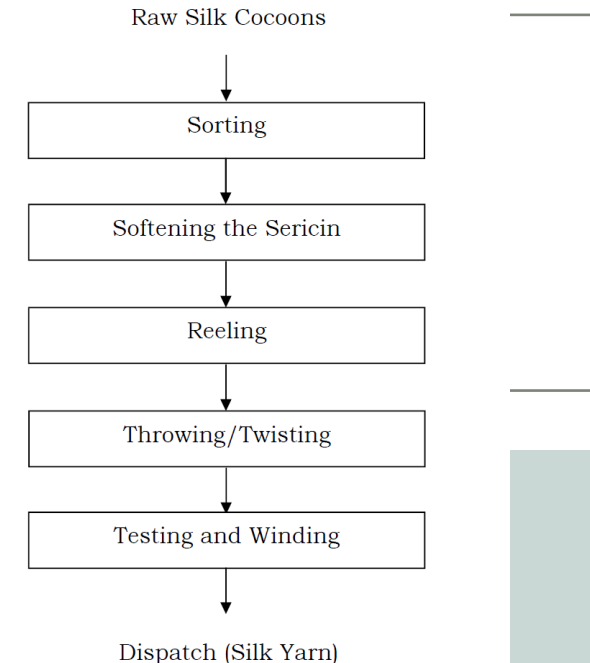 Raw Silk Cocoons
Sorting
Softening the Sericin
Reeling
Throwing/Twisting
Testing and Winding
Dispatch (Silk Yarn)